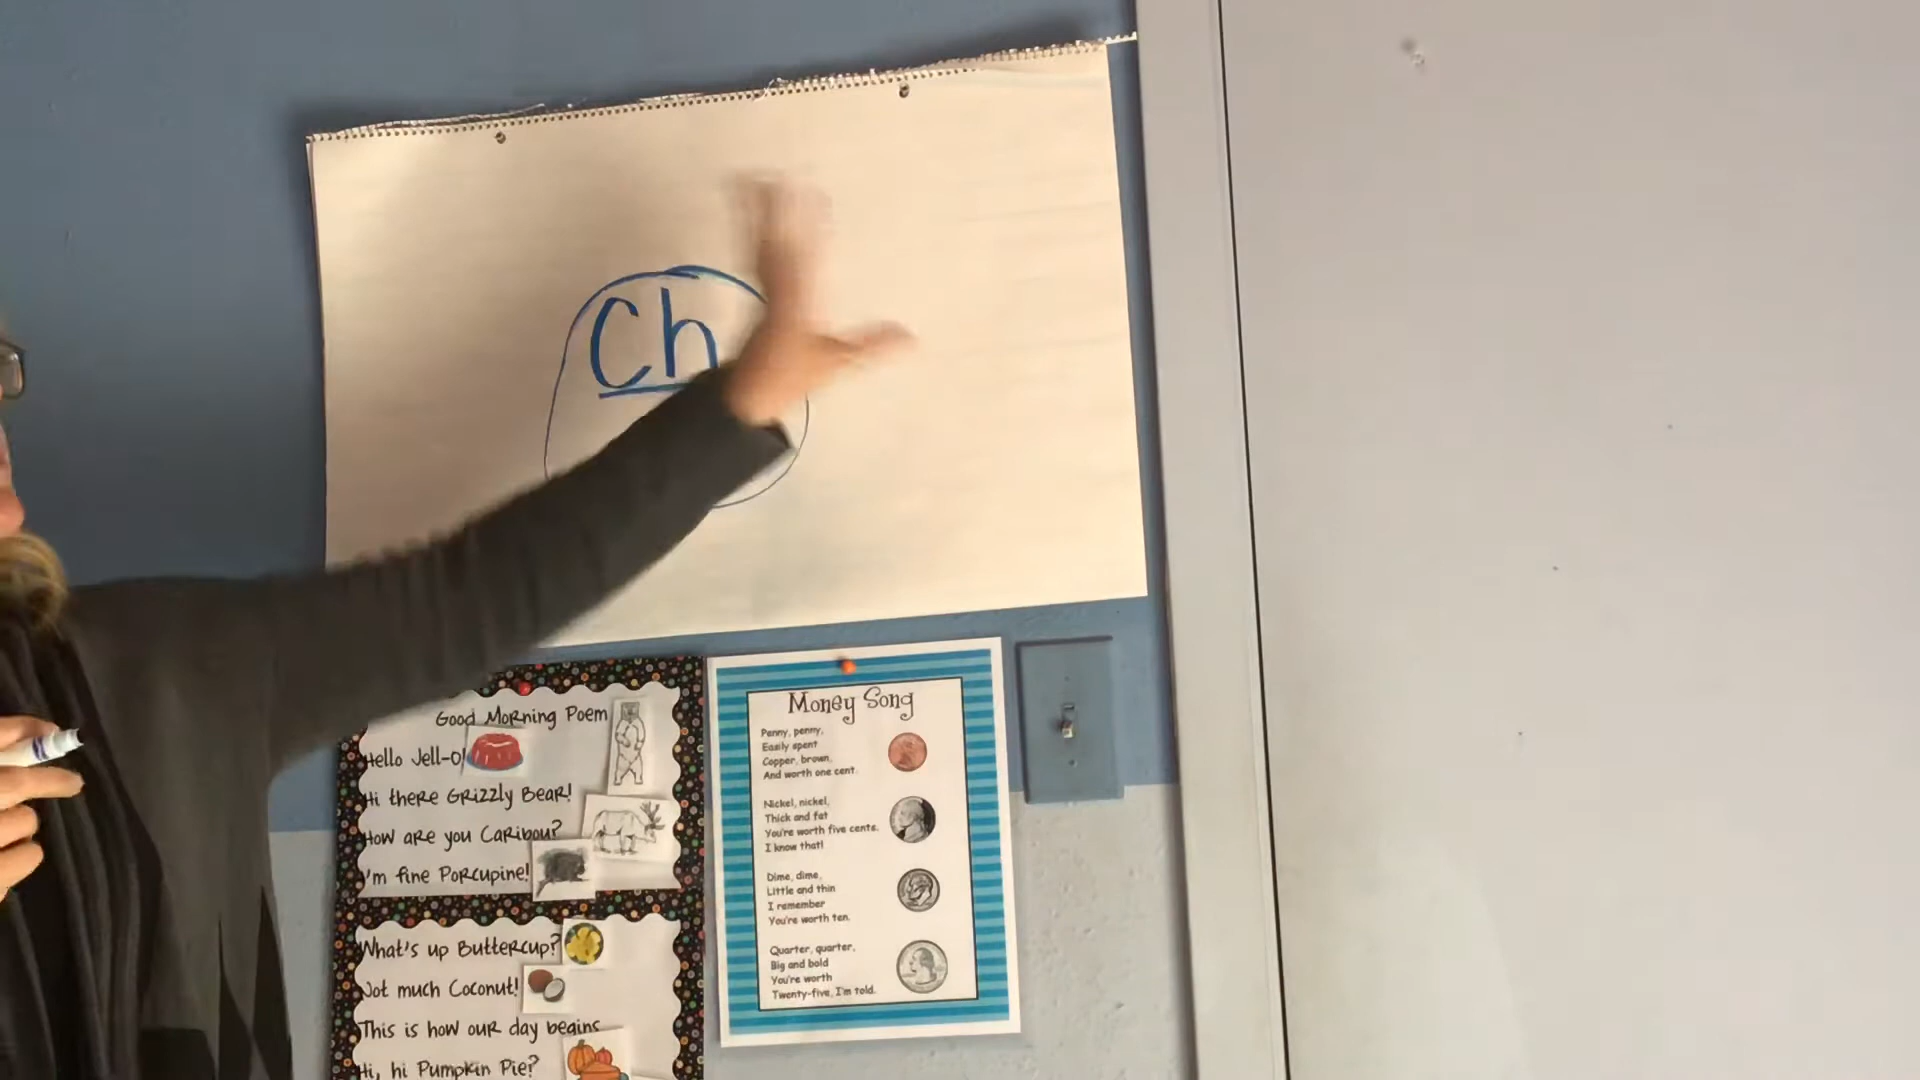 Ch
Good Morning Poem
Hello Jell-O!
Hi there Grizzly Bear!
How are you Caribou?
I'm fine Porcupine!
What's up Buttercup?
Not much Coconut!
This is how our day begins
Hi, hi Pumpkin Pie?
Money Song
Penny, penny,
Easily spent
Copper, brown,
And worth one cent.
Nickel, nickel,
Thick and fat
You're worth five cents.
I know that!
Dime, dime,
Little and thin
I remember
You're worth ten.
Quarter, quarter,
Big and bold
You're worth
Twenty-five, I'm told.